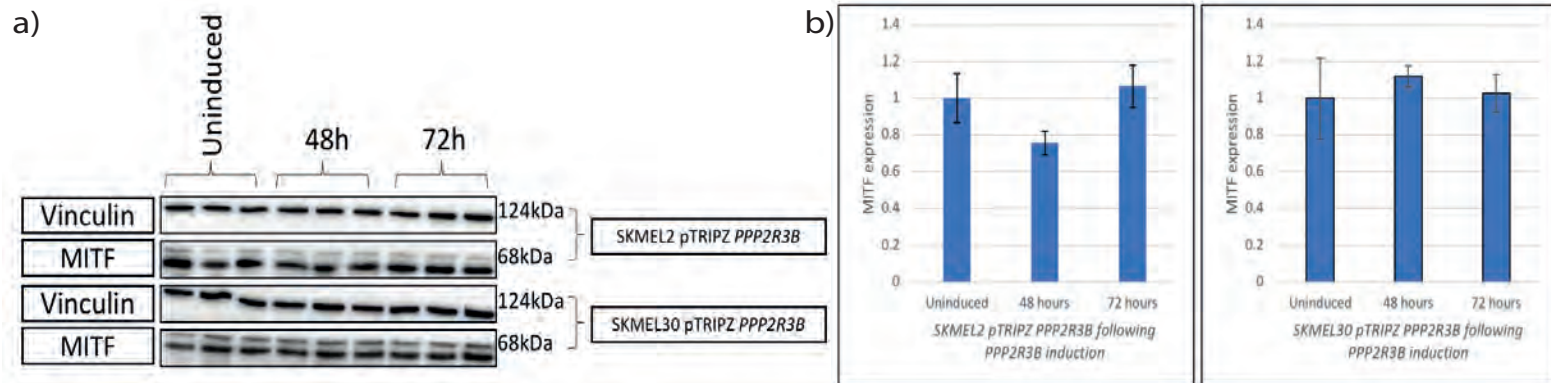 a)
Uninduced
48h
72h
Vinculin
124kDa
MITF
68kDa
SKMEL2 pTRIPZ PPP2R3B
Vinculin
124kDa
MITF
68kDa
SKMEL30 pTRIPZ PPP2R3B
b)
MITF expression
1.4
1.2
1
0.8
0.6
0.4
0.2
0
Uninduced
48 hours
72 hours
SKMEL2 pTRIPZ PPP2R3B following
PPP2R3B induction
MITF expression
1.4
1.2
1
0.8
0.6
0.4
0.2
0
Uninduced
48 hours
72 hours
SKMEL30 pTRIPZ PPP2R3B following
PPP2R3B induction